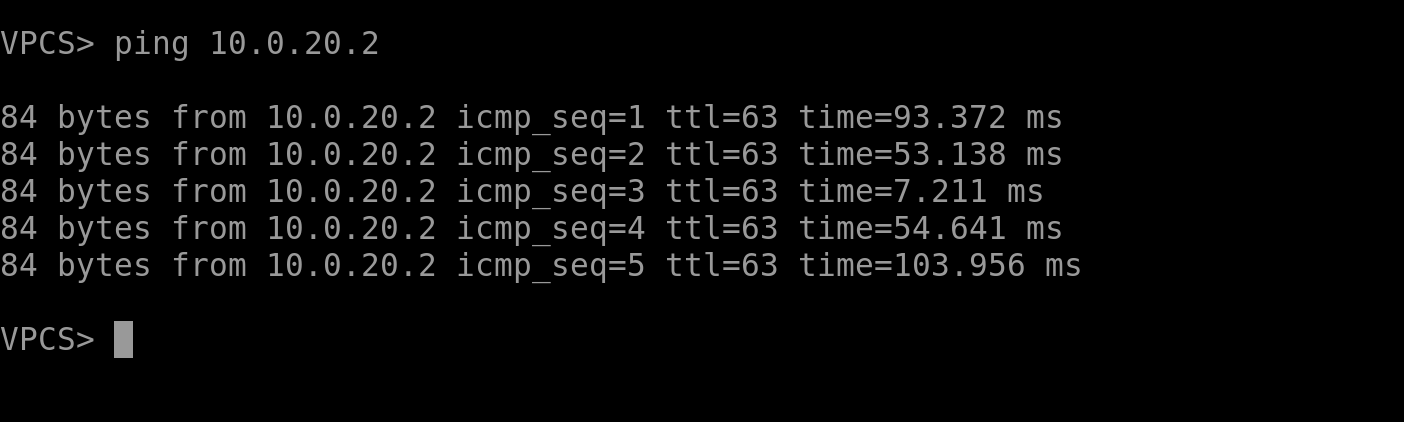 VPCS> ping 10.0.20.2
84 bytes from 10.0.20.2 icmp_seq=1 ttl=63 time=93.372 ms
84 bytes from 10.0.20.2 icmp_seq=2 ttl=63 time=53.138 ms
84 bytes from 10.0.20.2 icmp_seq=3 ttl=63 time=7.211 ms
84 bytes from 10.0.20.2 icmp_seq=4 ttl=63 time=54.641 ms
84 bytes from 10.0.20.2 icmp_seq=5 ttl=63 time=103.956 ms
VPCS>